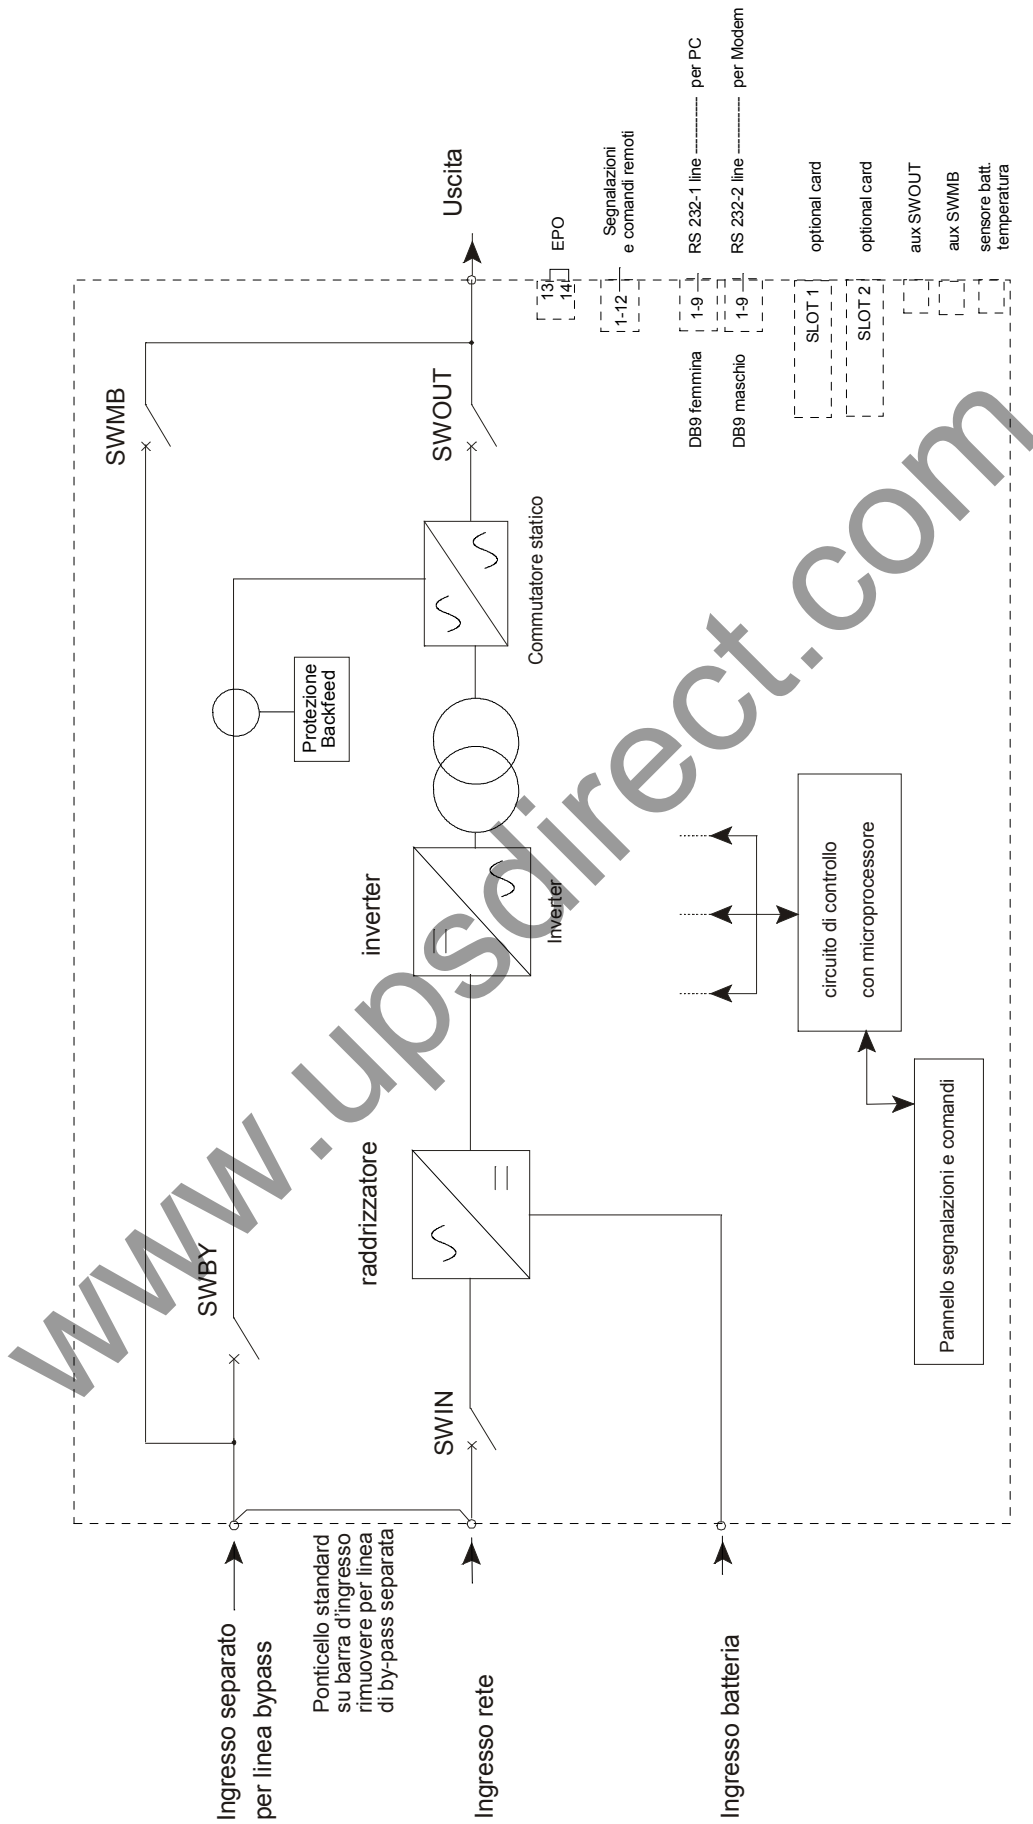 SWMB
Uscita
SWBY
Protezione
Backfeed
SWOUT
Commutatore statico
inverter
Inverter
raddrizzatore
SWIN
Ingresso separato
per linea bypass
Ponticello standard
su barra d'ingresso
rimuovere per linea
di by-pass separata
Ingresso rete
Ingresso batteria
13
14
EPO
1-12
Segnalazioni
e comandi remoti
DB9 femmina
1-9
RS 232-1 line ----------- per PC
DB9 maschio
1-9
RS 232-2 line ----------- per Modem
SLOT 1
optional card
SLOT 2
optional card
aux SWOUT
aux SWMB
sensore batt.
temperatura
circuito di controllo
con microprocessore
Pannello segnalazioni e comandi
www.upsdirect.com